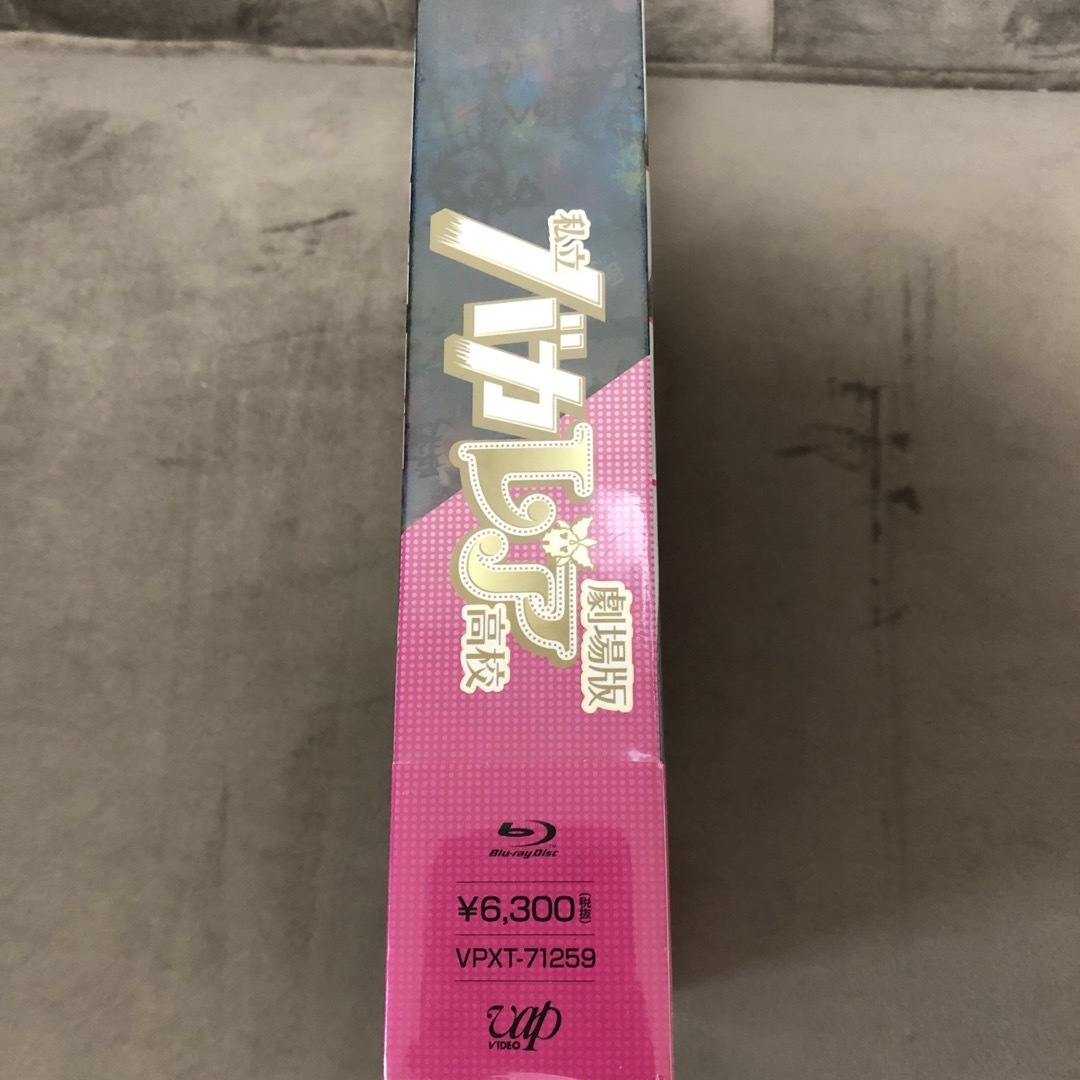 私立
バカレア
高校
劇場版
Blu-ray Disc™
¥6,300(税抜)
VPXT-71259
vap
VIDEO